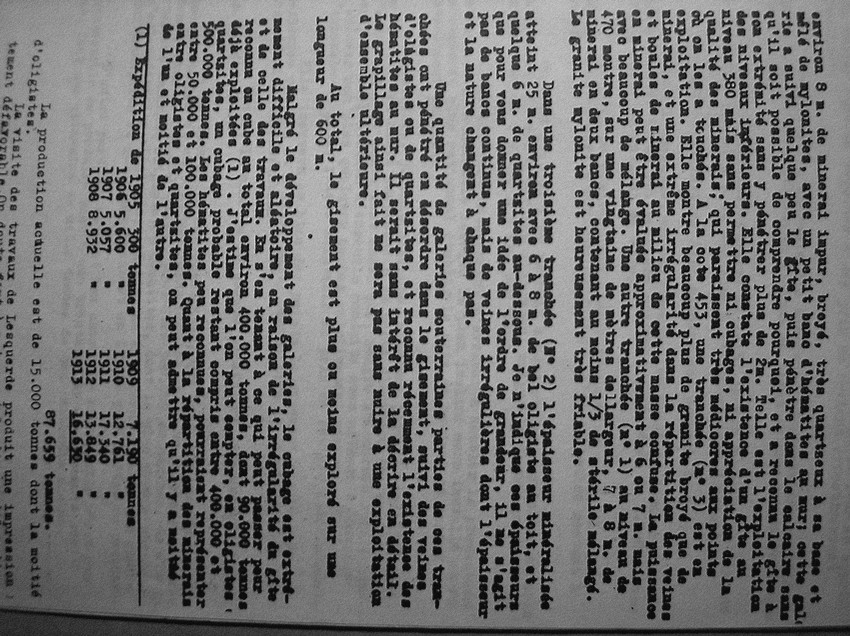 environ 8 m. de minerai impur, broyé, très quartzeux à sa base et
mêlé de mylonites, avec un petit banc d'hématites au mur; cette gal
rie a suivi quelque peu le gîte, puis pénètre dans le calcaire sans
qu'il soit possible de comprendre pourquoi, et a reconnu le gîte à
son extrémité sans y pénétrer plus de 2m. Telle est l'exploitation
des niveaux inférieurs. Elle constate l'existence d'un gîte au
niveau 380 mais sans permettre ni cubages, ni appréciation de la
qualité des minerais, qui paraissent très médiocres aux points
où on les a touchés. A la cote 453, une tranchée (n° 3) est en
exploitation. Elle montre beaucoup plus de granite broyé que de
minerai, et une extrême irrégularité dans la répartition des veines
et boules de minerai au milieu de cette masse confuse. La puissance
en minerai peut être évaluée approximativement à 6 ou 7 m. mais
avec beaucoup de mélange. Une autre tranchée (n° 1) au niveau de
470 montre, sur une vingtaine de mètres de largeur, 7 à 8 m. de
minerai en deux bancs, contenant au moins 1/3 de stérile mélangé.
Le granite mylonite est heureusement très friable.
Dans une troisième tranchée (N° 2) l'épaisseur minéralisée
atteint 25 m. environ avec 6 à 8 m. de bel oligiste au toit, et
quelque 6 m. de quartzites au-dessous. Je n'indique ces épaisseurs
que pour vous donner une idée de l'ordre de grandeur, il ne s'agit
pas de bancs continus, mais de veines irrégulières dont l'épaisseur
et la nature changent à chaque pas.
Une quantité de galeries souterraines parties de ces tran-
chées ont pénétré en désordre dans le gisement, suivi des veines
d'oligistes ou de quartzites, et reconnu récemment l'existence des
hématites au mur. Il serait sans intérêt de la décrire en détail.
Le grapillage ainsi fait ne sera pas sans nuire à une exploitation
d'ensemble ultérieure.
Au total, le gisement est plus ou moins exploré sur une
longueur de 600 m.
Malgré le développement des galeries, le cubage est extrê-
mement difficile et aléatoire, en raison de l'irrégularité du gîte
et de celle des travaux. En s'en tenant à ce qui peut passer pour
reconnu on cube au total environ 400.000 tonnes, dont 90.000 tonnes
déjà exploitées (1). J'estime que l'on peut compter, en oligistes
quartzites, un cubage probable restant compris entre 400.000 et
500.000 tonnes. Les hématites peu reconnues, pourraient représenter
entre 50.000 et 100.000 tonnes. Quant à la répartition des minerais
entre oligistes et quartzites, on peut admettre qu'il y a moitié
de l'un et moitié de l'autre.
(1) Expédition de 1905 300 tonnes 1909 7.190 tonnes
1906 5.600 " 1910 12.761 "
1907 5.057 " 1911 17.340 "
1908 8.932 " 1912 13.849 "
1913 16.630 "
87.659 tonnes.
La production actuelle est de 15.000 tonnes dont la moitié
d'oligistes.
La visite des travaux de Lesquerde produit une impression
tement défavorable. On